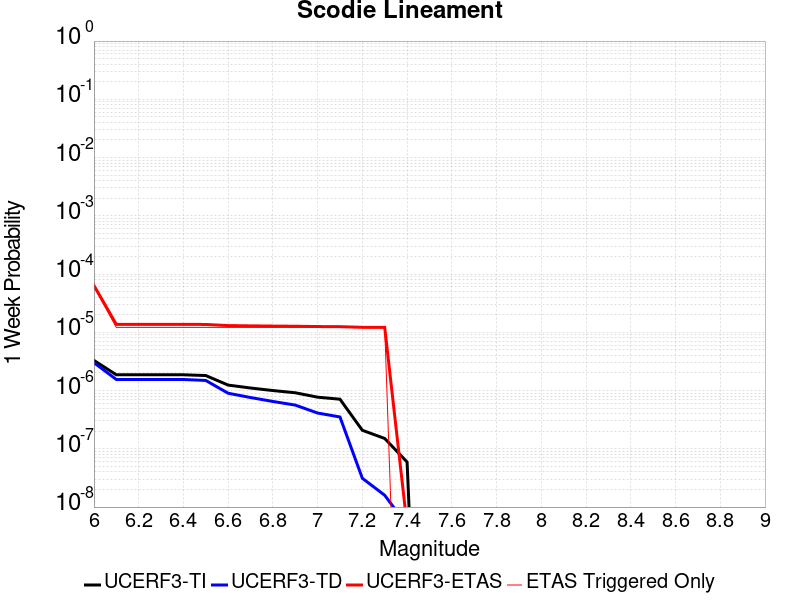 Scodie Lineament
10^0
10^-1
10^-2
10^-3
10^-4
10^-5
10^-6
10^-7
10^-8
1 Week Probability
6 6.2 6.4 6.6 6.8 7 7.2 7.4 7.6 7.8 8 8.2 8.4 8.6 8.8 9
Magnitude
UCERF3-TI UCERF3-TD UCERF3-ETAS ETAS Triggered Only